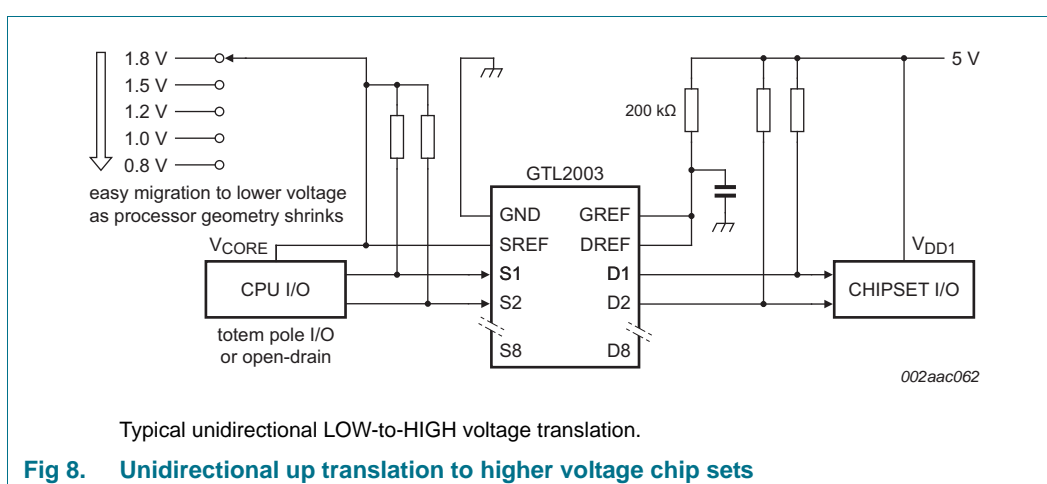 1.8 V
1.5 V
1.2 V
1.0 V
0.8 V
easy migration to lower voltage
as processor geometry shrinks
5 V
200 kΩ
GTL2003
GND
GREF
SREF
DREF
S1
D1
S2
D2
S8
D8
VCORE
CPU I/O
totem pole I/O
or open-drain
VDD1
CHIPSET I/O
002aac062
Typical unidirectional LOW-to-HIGH voltage translation.
Fig 8. Unidirectional up translation to higher voltage chip sets